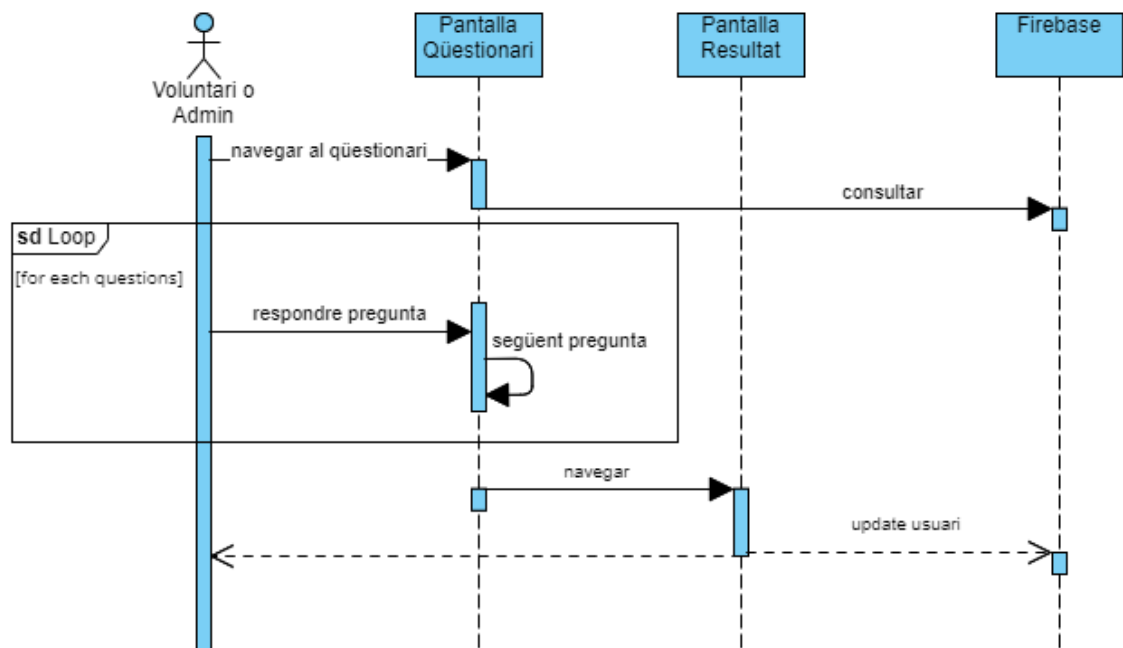 Pantalla
Qüestionari
Pantalla
Resultat
Firebase
Voluntari o
Admin
navegar al qüestionari
consultar
sd Loop
[for each questions]
respondre pregunta
següent pregunta
navegar
update usuari